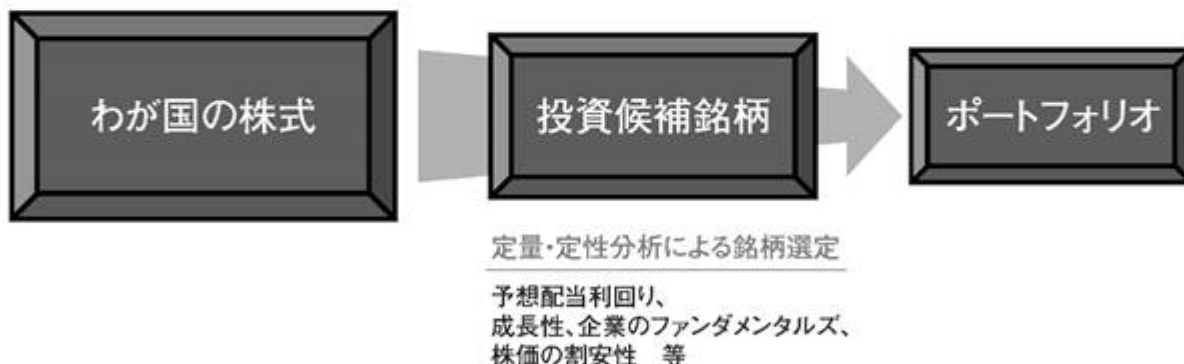 わが国の株式
投資候補銘柄
ポートフォリオ
定量・定性分析による銘柄選定
予想配当利回り、
成長性、企業のファンダメンタルズ、
株価の割安性　等